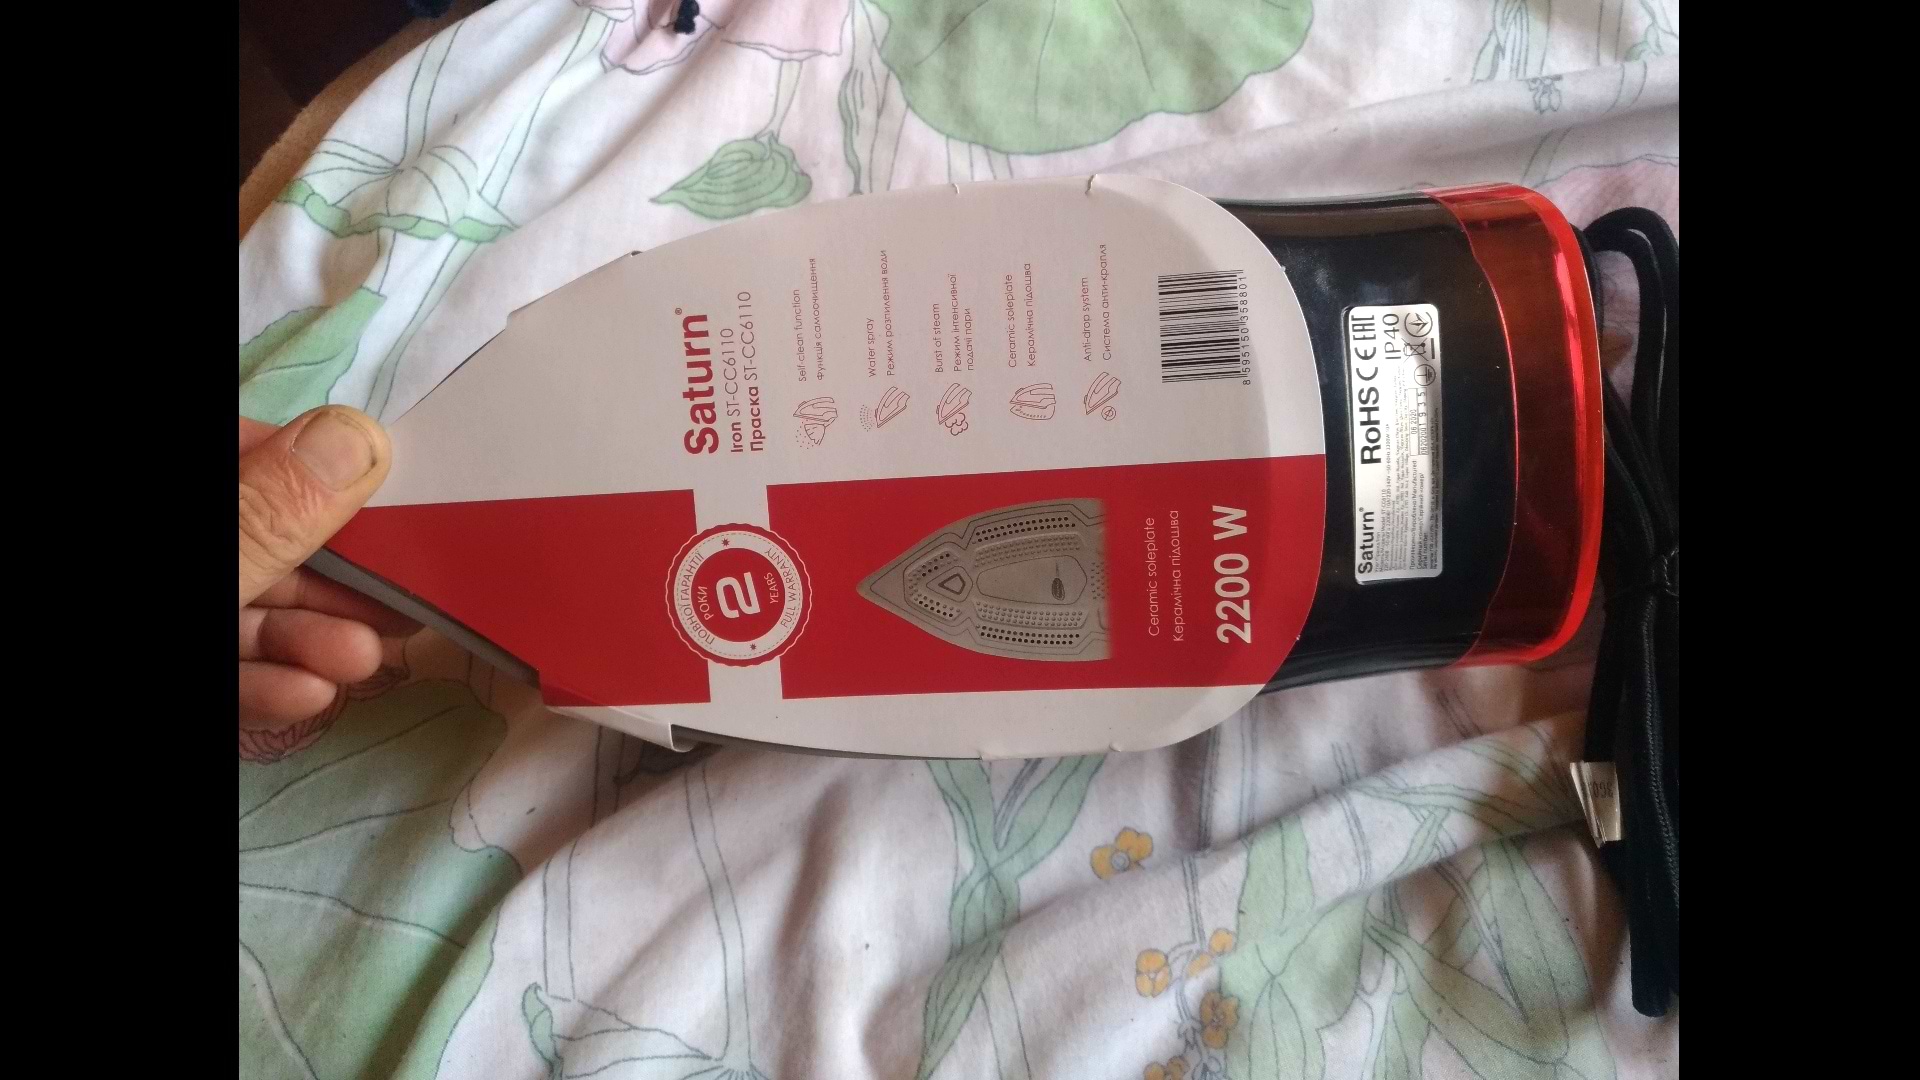 Saturn®
Iron ST-CC6110
Праска ST-CC6110
Self-clean function
Функція самоочищення
Water spray
Режим розпилення води
Burst of steam
Режим інтенсивної
подачі пари
Ceramic soleplate
Керамічна підошва
Anti-drop system
Система анти-крапля
8 595150 358801
ПОВНОЇ ГАРАНТІЇ
РОКИ
2
YEARS
FULL WARRANTY
Ceramic soleplate
Керамічна підошва
2200 W
Saturn®
RoHS CE EAC
IP40